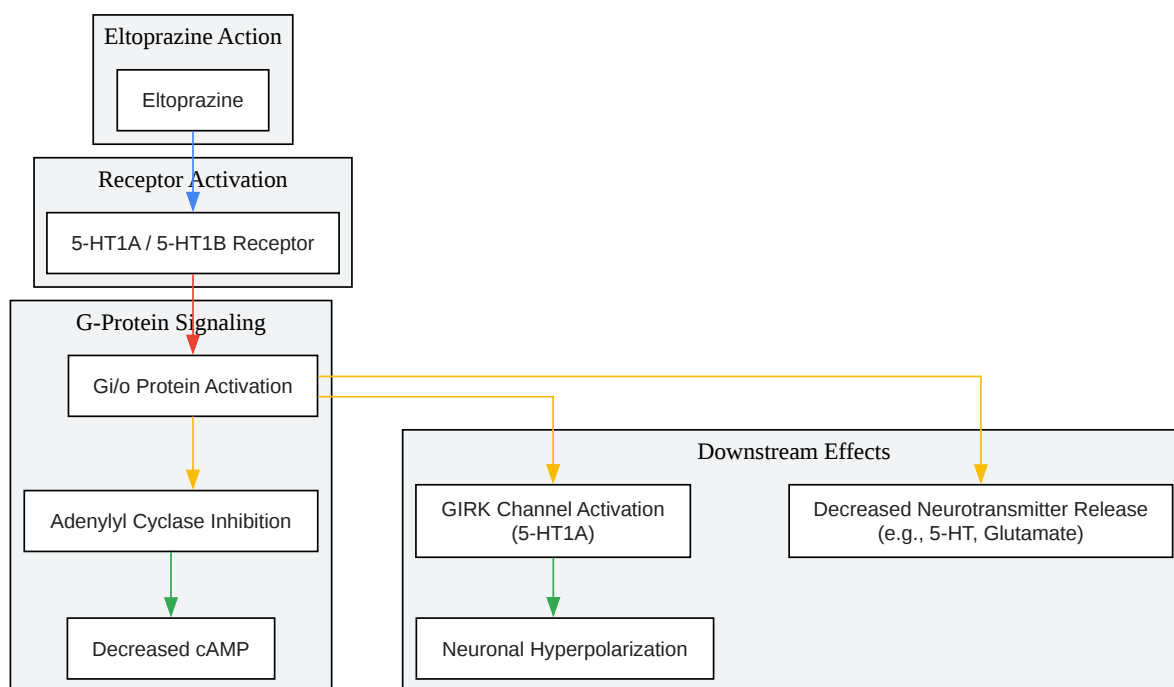 Eltoprazine Action
Eltoprazine
Receptor Activation
5-HT1A / 5-HT1B Receptor
G-Protein Signaling
Gi/o Protein Activation
Adenylyl Cyclase Inhibition
Decreased cAMP
Downstream Effects
GIRK Channel Activation
(5-HT1A)
Neuronal Hyperpolarization
Decreased Neurotransmitter Release
(e.g., 5-HT, Glutamate)